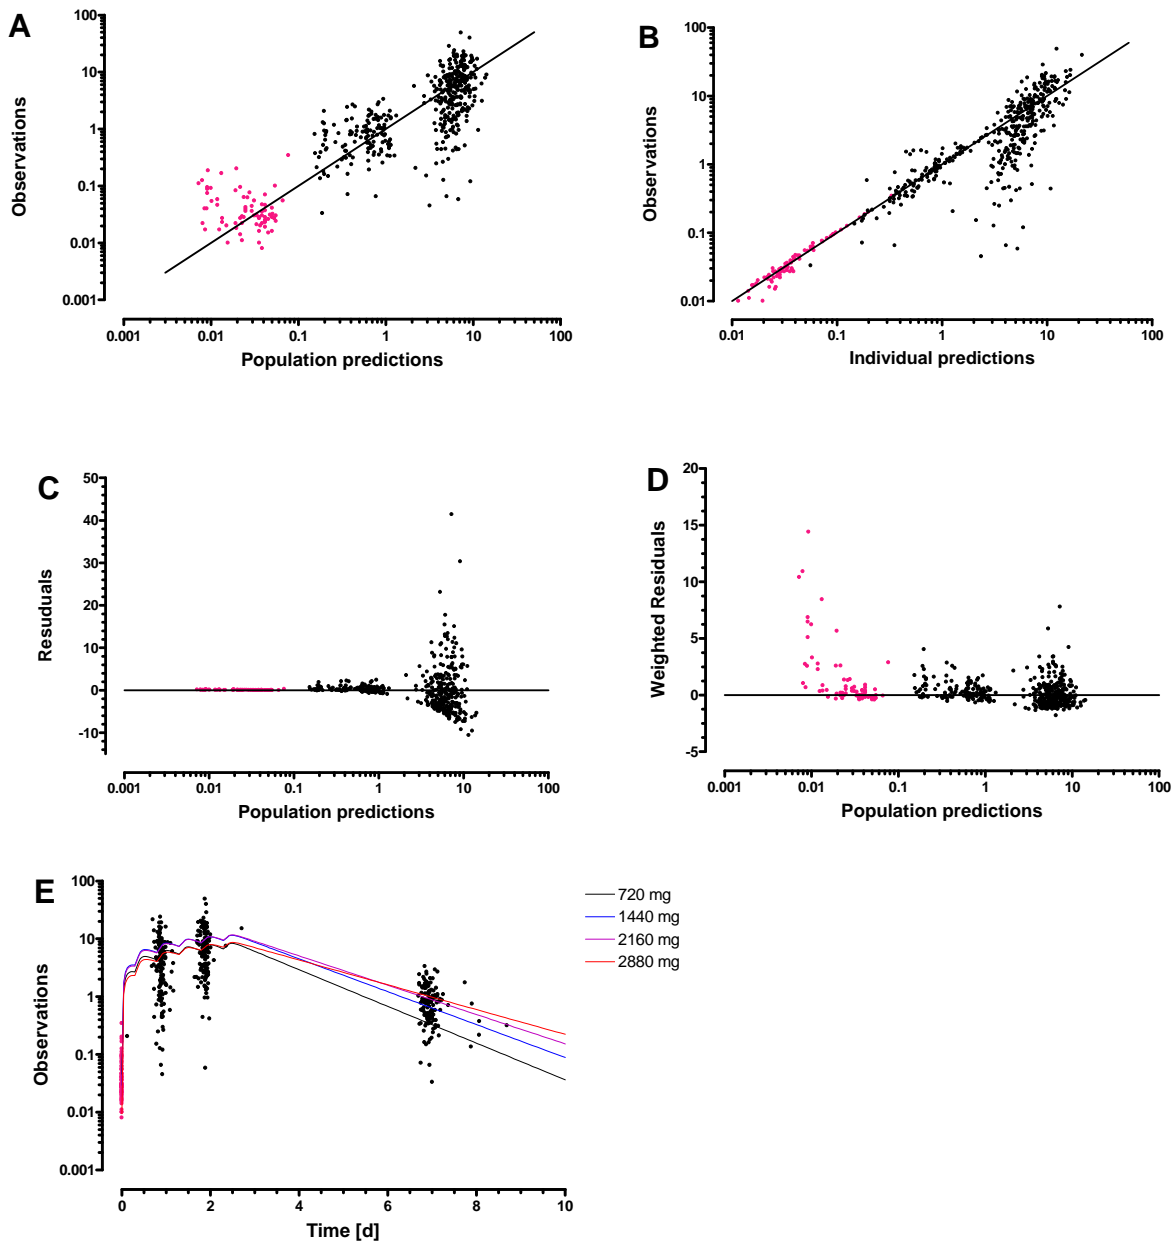 A
100
10
1
0.1
0.01
0.001
Observations
0.001 0.01 0.1 1 10 100
Population predictions
B
100
10
1
0.1
0.01
Observations
0.01 0.1 1 10 100
Individual predictions
C
50
40
30
20
10
0
-10
Resuduals
0.001 0.01 0.1 1 10 100
Population predictions
D
20
15
10
5
0
-5
Weighted Residuals
0.001 0.01 0.1 1 10 100
Population predictions
E
100
10
1
0.1
0.01
0.001
Observations
0 2 4 6 8 10
Time [d]
720 mg
1440 mg
2160 mg
2880 mg